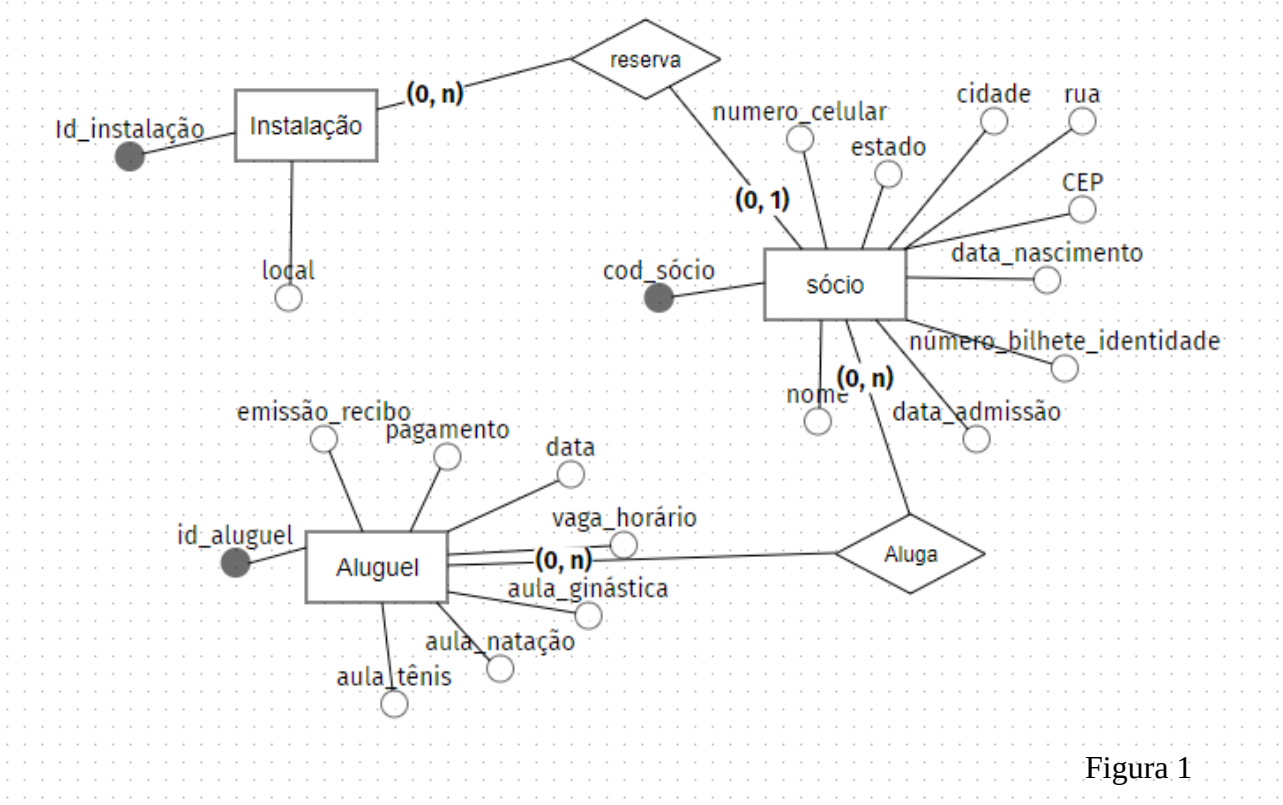 reserva
(0, n)
cidade
rua
numero_celular
Id_instalação
Instalação
estado
CEP
(0, 1)
data_nascimento
local
cod_sócio
sócio
número_bilhete_identidade
(0, n)
nome
data_admissão
emissão_recibo
pagamento
data
vaga_horário
id_aluguel
(0, n)
Aluga
Aluguel
aula_ginástica
aula_natação
aula_tênis
Figura 1